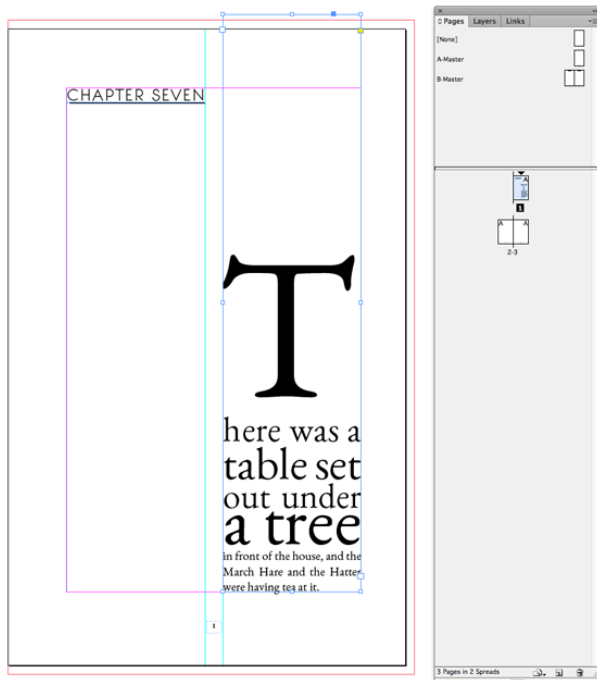 Pages Layers Links
[None]
A-Master
B-Master
CHAPTER SEVEN
A
1
A A
2-3
T
here was a
table set
out under
a tree
in front of the house, and the
March Hare and the Hatter
were having tea at it.
1
3 Pages in 2 Spreads